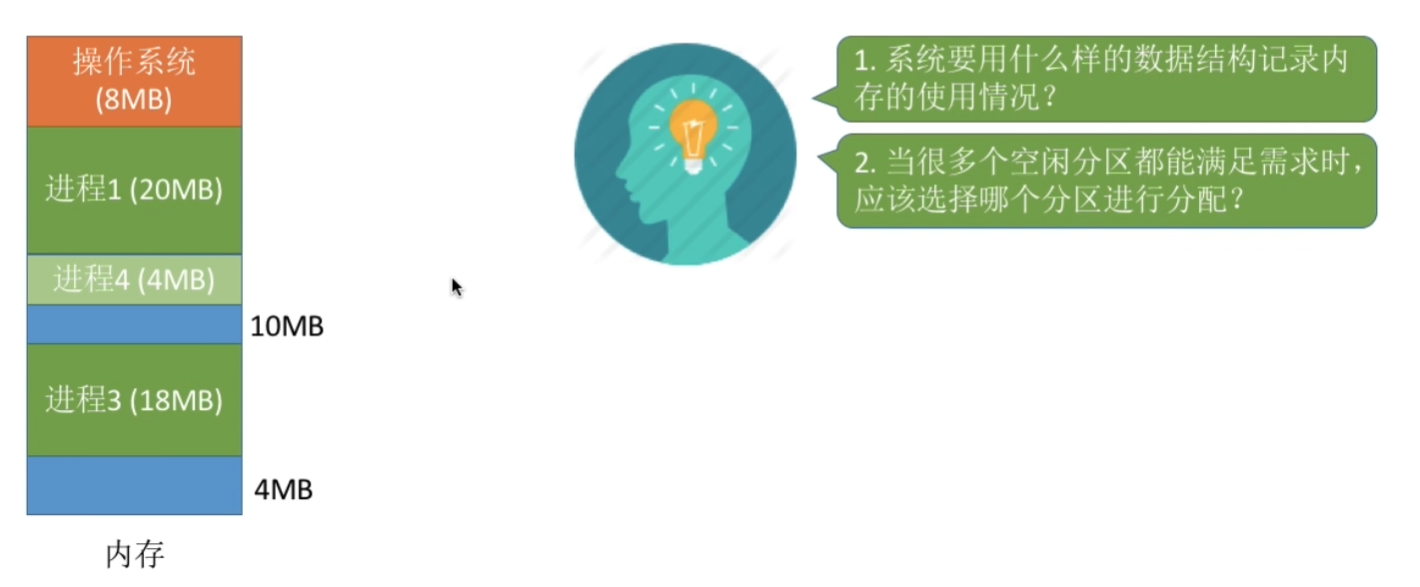 操作系统
(8MB)
进程1 (20MB)
进程4 (4MB)
10MB
进程3 (18MB)
4MB
内存
1. 系统要用什么样的数据结构记录内
存的使用情况？
2. 当很多个空闲分区都能满足需求时，
应该选择哪个分区进行分配？